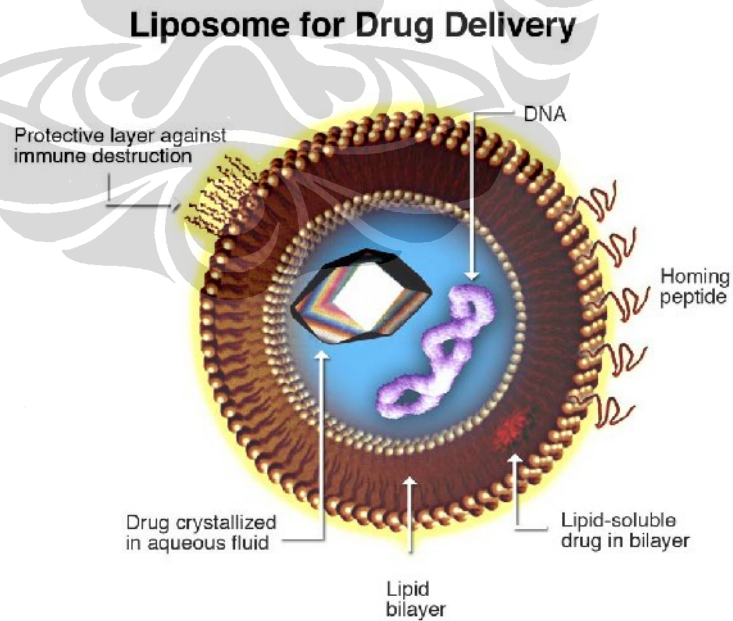 Liposome for Drug Delivery
DNA
Protective layer against
immune destruction
Homing
peptide
Drug crystallized
in aqueous fluid
Lipid-soluble
drug in bilayer
Lipid
bilayer